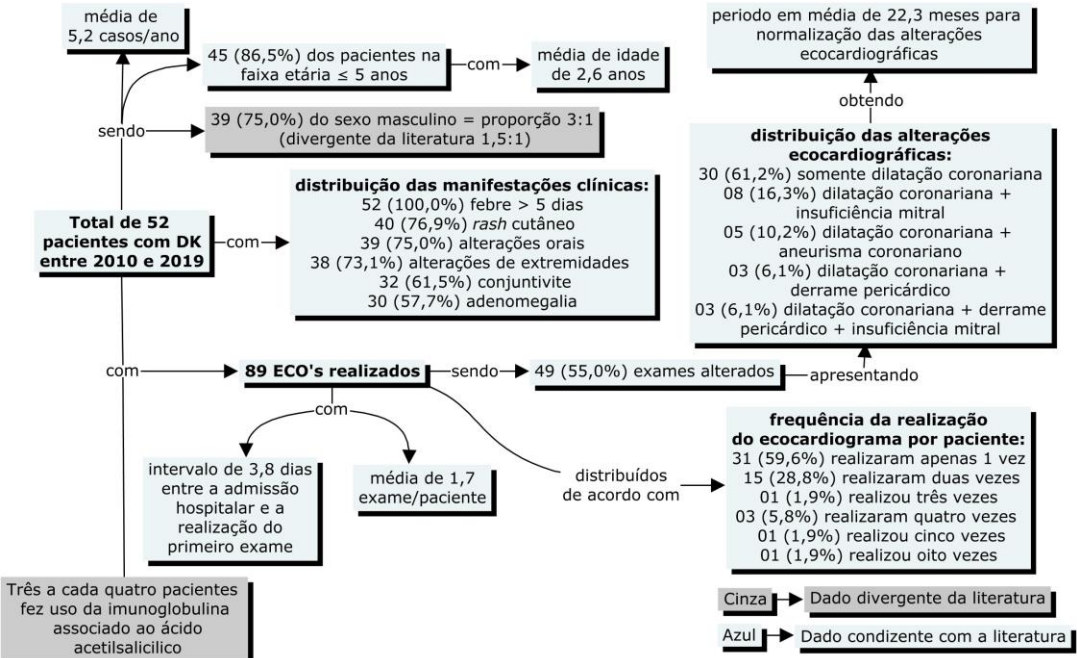 média de
5,2 casos/ano
45 (86,5%) dos pacientes na
faixa etária ≤ 5 anos
com
média de idade
de 2,6 anos
sendo
39 (75,0%) do sexo masculino = proporção 3:1
(divergente da literatura 1,5:1)
Total de 52
pacientes com DK
entre 2010 e 2019
com
distribuição das manifestações clínicas:
52 (100,0%) febre > 5 dias
40 (76,9%) rash cutâneo
39 (75,0%) alterações orais
38 (73,1%) alterações de extremidades
32 (61,5%) conjuntivite
30 (57,7%) adenomegalia
periodo em média de 22,3 meses para
normalização das alterações
ecocardiográficas
obtendo
distribuição das alterações
ecocardiográficas:
30 (61,2%) somente dilatação coronariana
08 (16,3%) dilatação coronariana +
insuficiência mitral
05 (10,2%) dilatação coronariana +
aneurisma coronariano
03 (6,1%) dilatação coronariana +
derrame pericárdico
03 (6,1%) dilatação coronariana + derrame
pericárdico + insuficiência mitral
com
89 ECO's realizados
sendo
49 (55,0%) exames alterados
apresentando
com
intervalo de 3,8 dias
entre a admissão
hospitalar e a
realização do
primeiro exame
média de 1,7
exame/paciente
distribuídos
de acordo com
frequência da realização
do ecocardiograma por paciente:
31 (59,6%) realizaram apenas 1 vez
15 (28,8%) realizaram duas vezes
01 (1,9%) realizou três vezes
03 (5,8%) realizaram quatro vezes
01 (1,9%) realizou cinco vezes
01 (1,9%) realizou oito vezes
Três a cada quatro pacientes
fez uso da imunoglobulina
associado ao ácido
acetilsalicilico
Cinza
Dado divergente da literatura
Azul
Dado condizente com a literatura